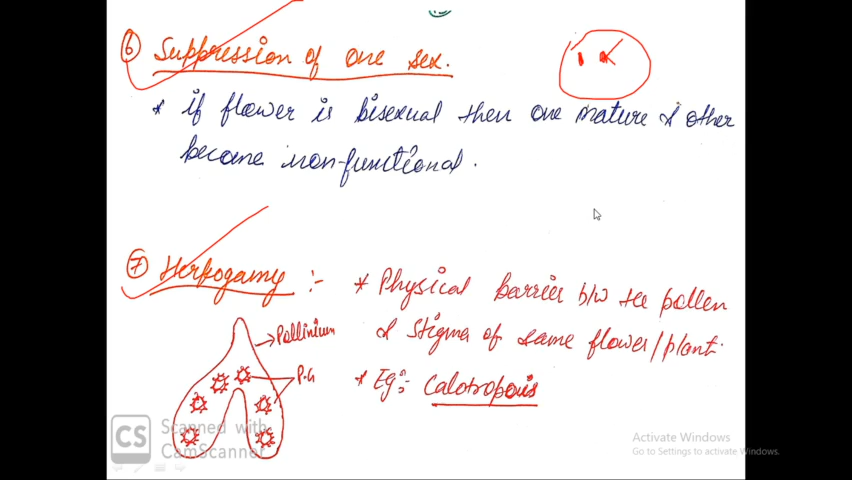 ⑥ Suppression of one sex.
* if flower is bisexual then one mature & other
become non-functional.
⑦ Herpogamy :- * Physical barrier b/w the pollen
& stigma of same flower/plant.
* Eg:- Calotropois
Pollinium
P.G
CS Scanned with
CamScanner
Activate Windows
Go to Settings to activate Windows.